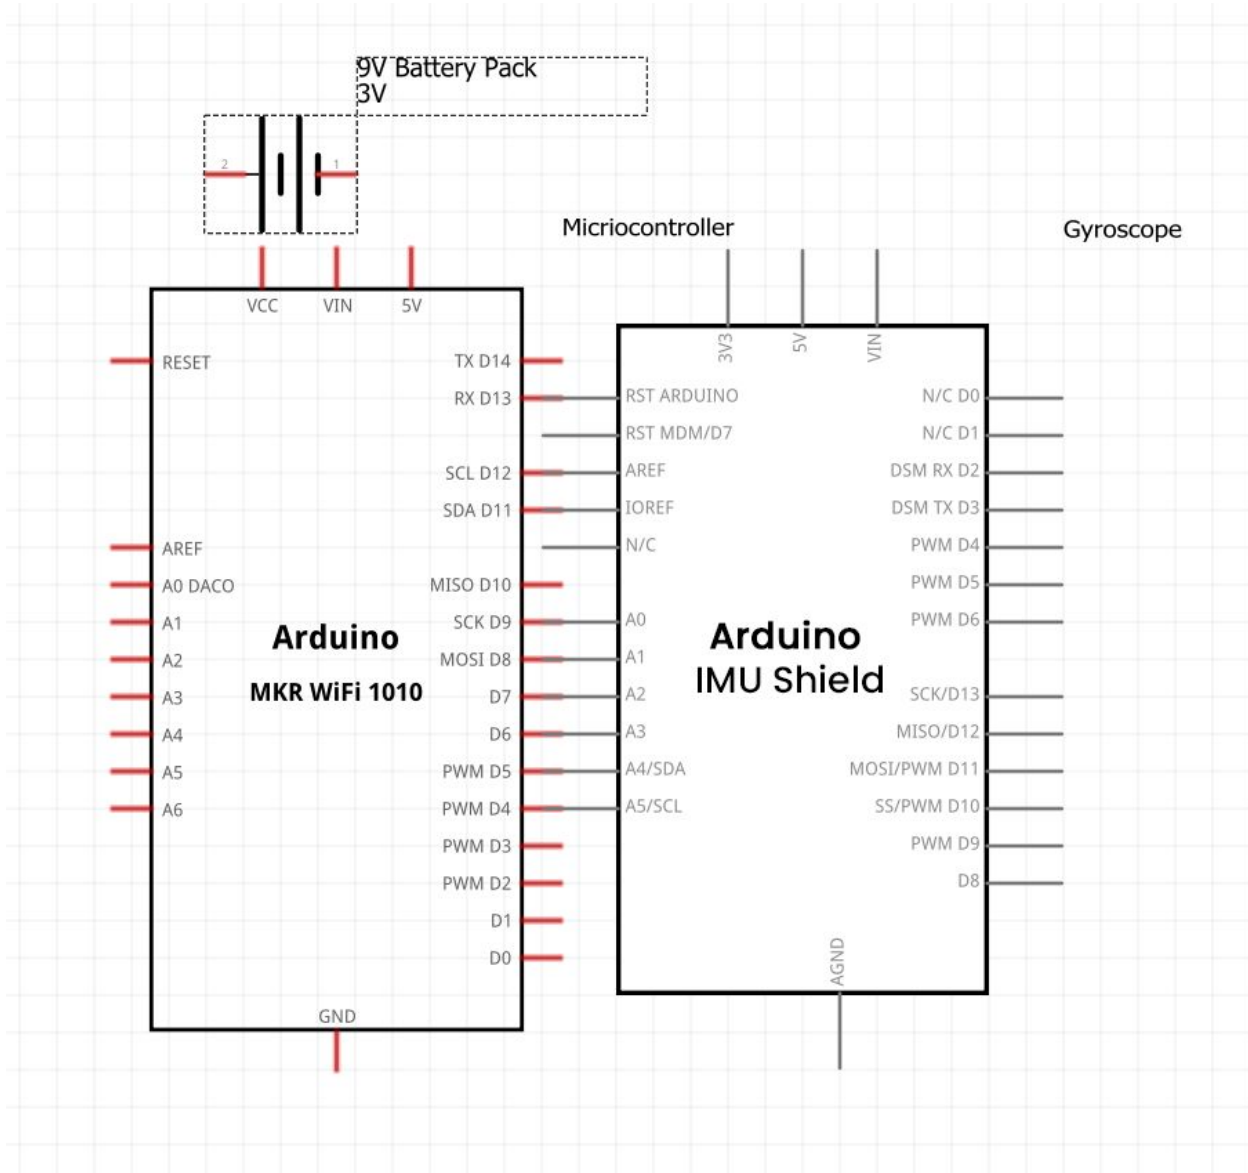 9V Battery Pack
3V
2
1
Micriocontroller
Gyroscope
VCC
VIN
5V
RESET
AREF
A0 DACO
A1
A2
A3
A4
A5
A6
TX D14
RX D13
SCL D12
SDA D11
MISO D10
SCK D9
MOSI D8
D7
D6
PWM D5
PWM D4
PWM D3
PWM D2
D1
D0
Arduino
MKR WiFi 1010
GND
3V3
5V
VIN
RST ARDUINO
RST MDM/D7
AREF
IOREF
N/C
A0
A1
A2
A3
A4/SDA
A5/SCL
Arduino
IMU Shield
N/C D0
N/C D1
DSM RX D2
DSM TX D3
PWM D4
PWM D5
PWM D6
SCK/D13
MISO/D12
MOSI/PWM D11
SS/PWM D10
PWM D9
D8
AGND